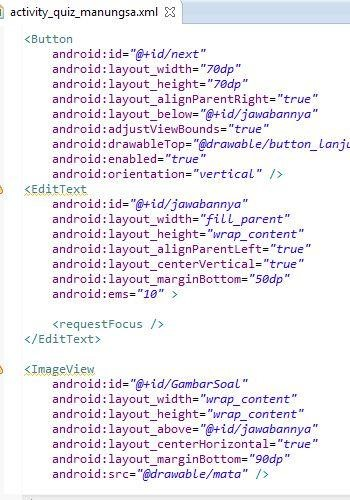 activity_quiz_manungsa.xml
<Button
android:id="@+id/next"
android:layout_width="70dp"
android:layout_height="70dp"
android:layout_alignParentRight="true"
android:layout_below="@+id/jawabannya"
android:adjustViewBounds="true"
android:drawableTop="@drawable/button_lanju
android:enabled="true"
android:orientation="vertical" />
<EditText
android:id="@+id/jawabannya"
android:layout_width="fill_parent"
android:layout_height="wrap_content"
android:layout_alignParentLeft="true"
android:layout_centerVertical="true"
android:layout_marginBottom="50dp"
android:ems="10" >
<requestFocus />
</EditText>
<ImageView
android:id="@+id/GambarSoal"
android:layout_width="wrap_content"
android:layout_height="wrap_content"
android:layout_above="@+id/jawabannya"
android:layout_centerHorizontal="true"
android:layout_marginBottom="90dp"
android:src="@drawable/mata" />